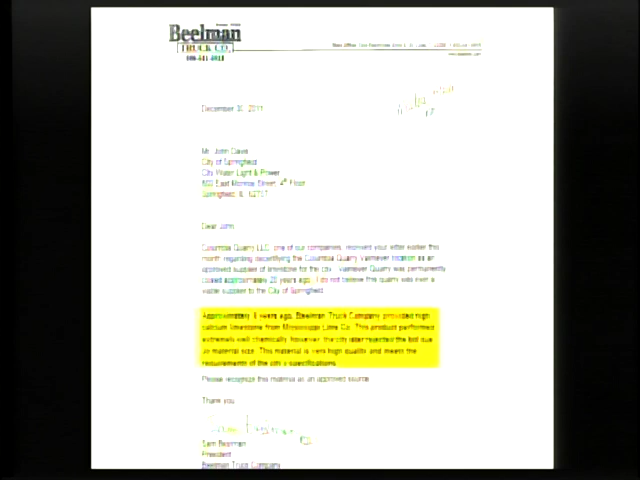 Beelman
TRUCK CO.
December 30, 2011
Mr. John Davis
City of Springfield
City Water Light & Power
East Monroe Street, 4th Floor
Springfield, IL
Dear John,
Columbia Quarry LLC, one of our companies, received your letter earlier this
month regarding decertifying the Columbia Quarry Valmeyer location as an
approved supplier of limestone for the city. Valmeyer Quarry was permanently
closed approximately 20 years ago. I do not believe this quarry was ever a
viable supplier to the City of Springfield.
Approximately 8 years ago, Beelman Truck Company provided high
calcium limestone from Mississippi Lime Co. This product performed
extremely well chemically, however, the city later rejected the bid due
to material size. This material is very high quality and meets the
requirements of the city's specifications.
Please recognize this material as an approved source.
Thank you,
Sam Beelman
President
Beelman Truck Company